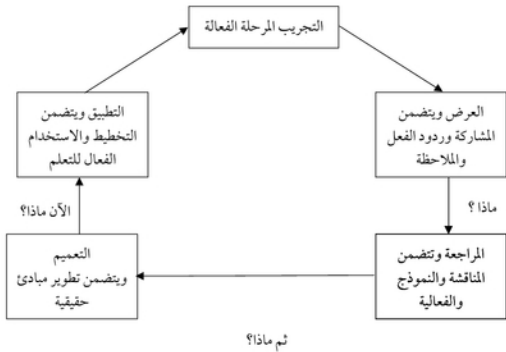 التجريب المرحلة الفعالة
العرض ويتضمن
المشاركة وردود الفعل
والملاحظة
ماذا ؟
المراجعة وتتضمن
المناقشة والنموذج
والفعالية
ثم ماذا؟
التعميم
ويتضمن تطوير مبادئ
حقيقية
الآن ماذا؟
التطبيق ويتضمن
التخطيط والاستخدام
الفعال للتعلم